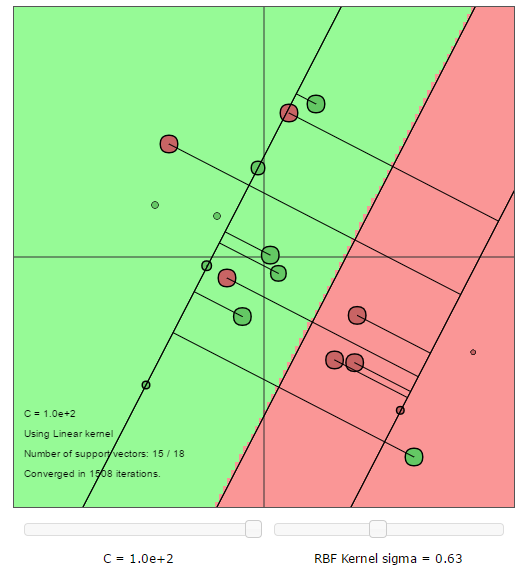 C = 1.0e+2
Using Linear kernel
Number of support vectors: 15 / 18
Converged in 1508 iterations.
C = 1.0e+2
RBF Kernel sigma = 0.63